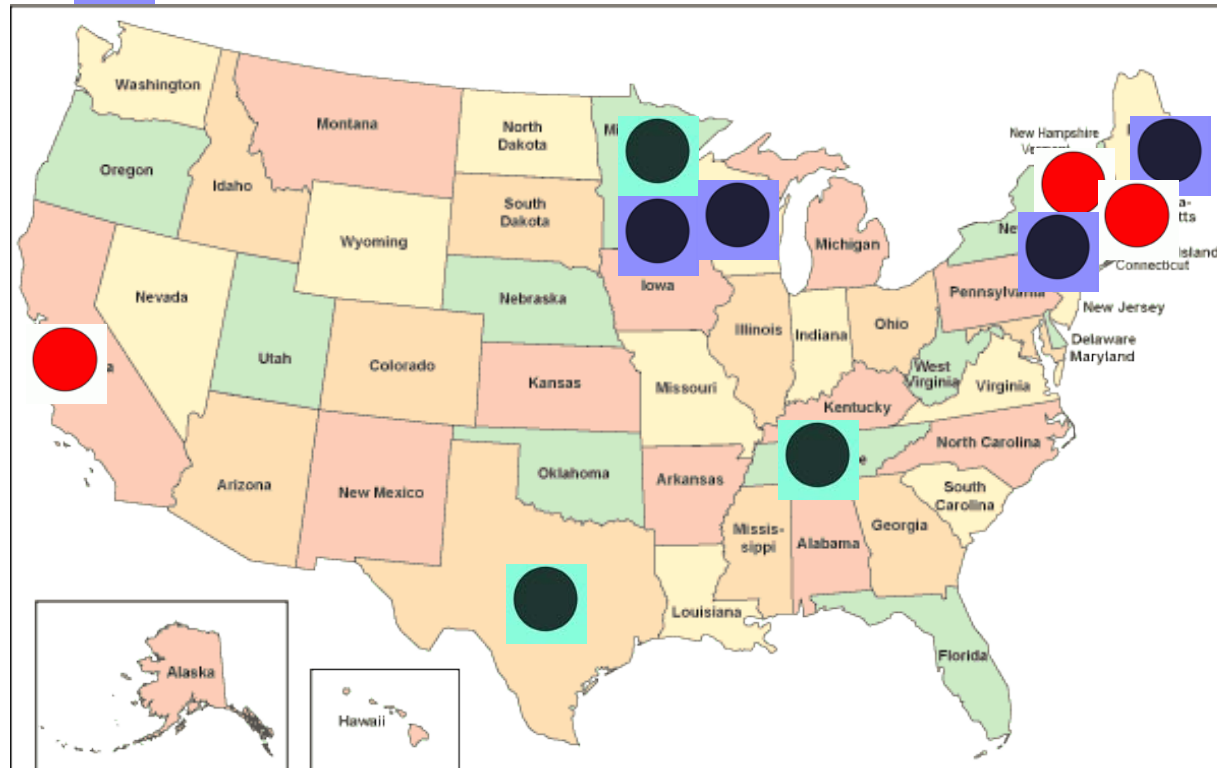 Washington
Montana
North
Dakota
Oregon
Idaho
South
Dakota
Wyoming
Michigan
New Hampshire
Iowa
Connecticut
Pennsylvania
Nevada
Nebraska
New Jersey
Illinois
Indiana
Ohio
Delaware
Maryland
Utah
Colorado
Kansas
Missouri
West
Virginia
Virginia
Kentucky
North Carolina
Oklahoma
Arkansas
Arizona
New Mexico
South
Carolina
Missis-
sippi
Alabama
Georgia
Louisiana
Florida
Alaska
Hawaii